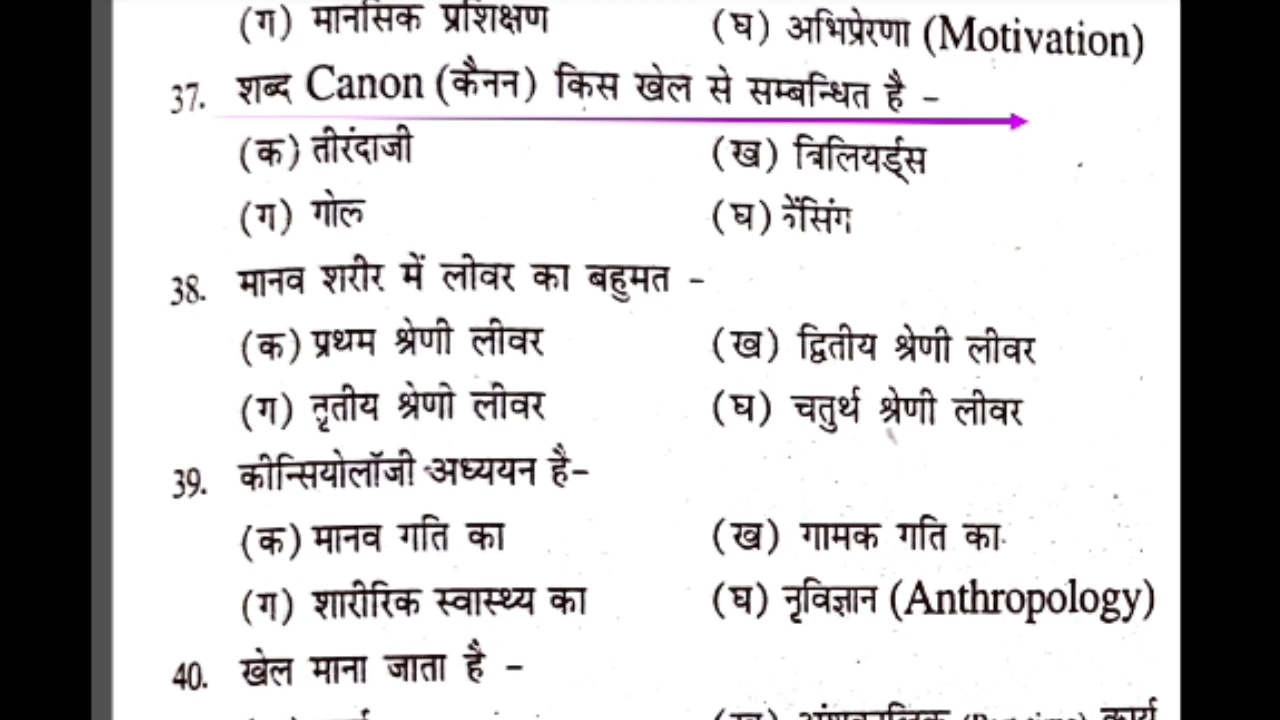 (ग) मानसिक प्रशिक्षण (घ) अभिप्रेरणा (Motivation)
37. शब्द Canon (कैनन) किस खेल से सम्बन्धित है -
(क) तीरंदाजी (ख) त्रिलियर्ड्स
(ग) गोल (घ)
38. मानव शरीर में लीवर का बहुमत -
(क) प्रथम श्रेणी लीवर (ख) द्वितीय श्रेणी लीवर
(ग) तृतीय श्रेणी लीवर (घ) चतुर्थ श्रेणी लीवर
39. कीन्सियोलॉजी अध्ययन है-
(क) मानव गति का (ख) गामक गति का
(ग) शारीरिक स्वास्थ्य का (घ) नृविज्ञान (Anthropology)
40. खेल माना जाता है -